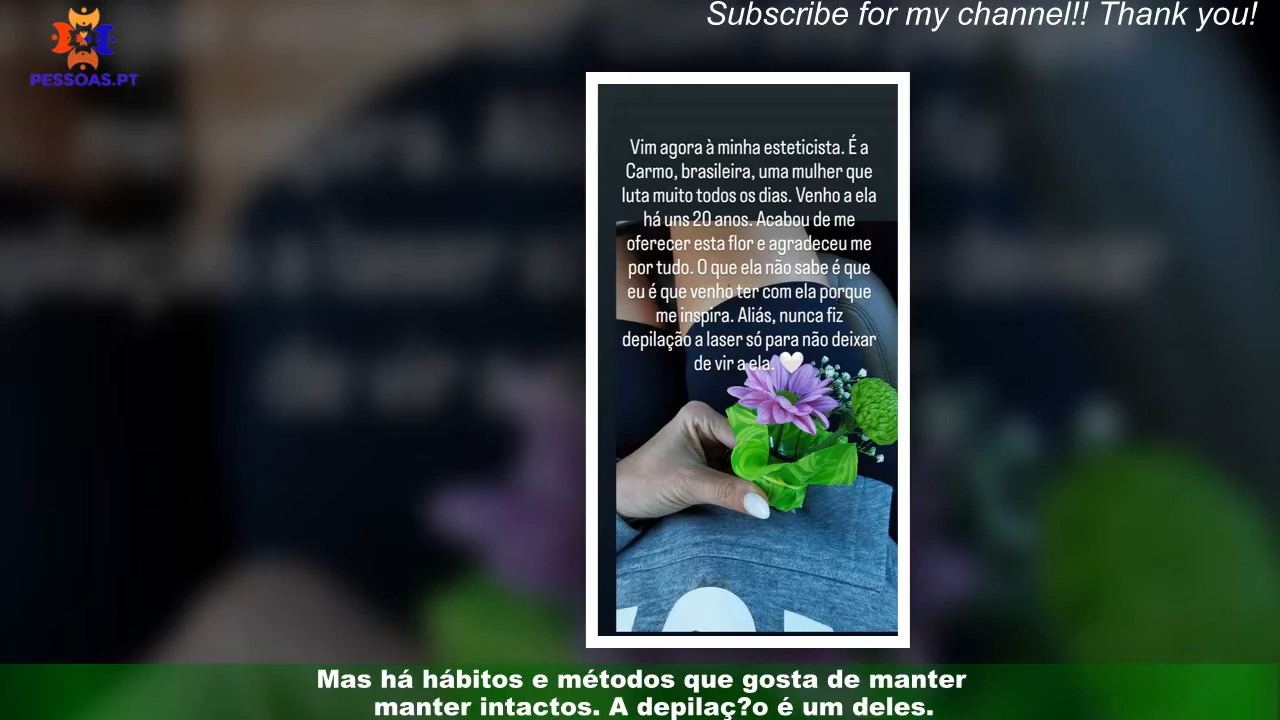 Subscribe for my channel!! Thank you!
PESSOAS.PT
Vim agora à minha esteticista. É a
Carmo, brasileira, uma mulher que
luta muito todos os dias. Venho a ela
há uns 20 anos. Acabou de me
oferecer esta flor e agradeceu me
por tudo. O que ela não sabe é que
eu é que venho ter com ela porque
me inspira. Aliás, nunca fiz
depilação a laser só para não deixar
de vir a ela.
Mas há hábitos e métodos que gosta de manter
manter intactos. A depilaç?o é um deles.